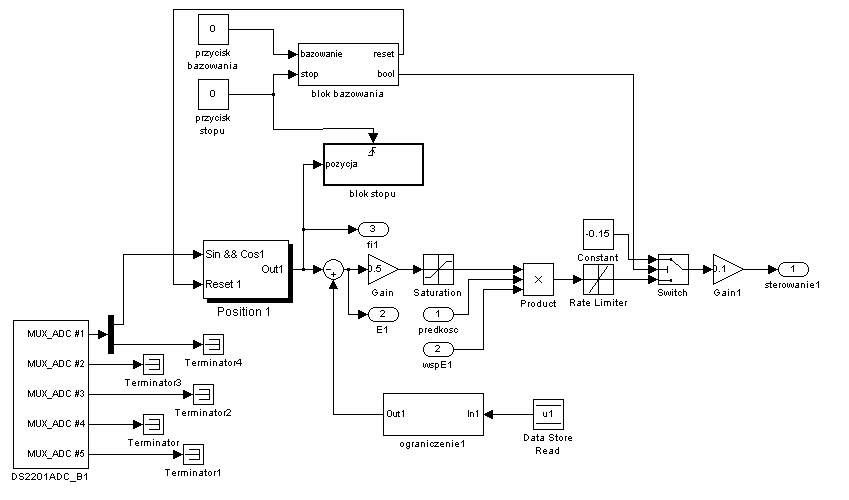 0
przycisk
bazowania
bazowanie
reset
stop
bool
blok bazowania
0
przycisk
stopu
pozycja
blok stopu
3
fi1
Sin && Cos1
Out1
Reset 1
Position 1
−
+
0.5
Gain
Saturation
2
E1
1
predkosc
2
wspE1
×
Product
-0.15
Constant
Rate Limiter
Switch
0.1
Gain1
1
sterowanie1
MUX_ADC #1
MUX_ADC #2
MUX_ADC #3
MUX_ADC #4
MUX_ADC #5
DS2201ADC_B1
Terminator4
Terminator3
Terminator2
Terminator
Terminator1
Out1
In1
ograniczenie1
u1
Data Store
Read